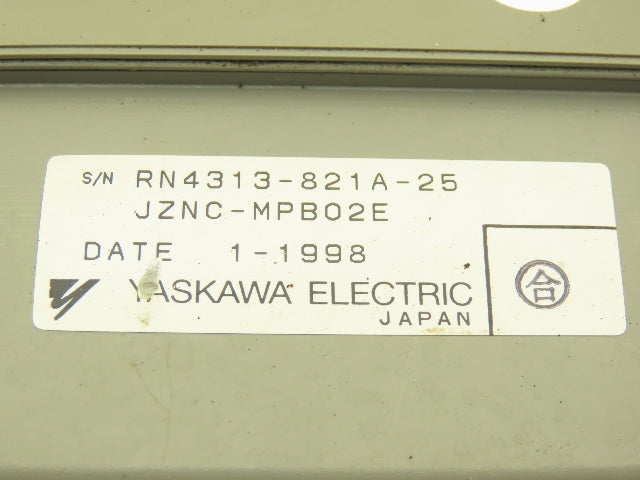 S/N RN4313-821A-25
JZNC-MPB02E
DATE 1-1998
YASKAWA ELECTRIC
JAPAN
合